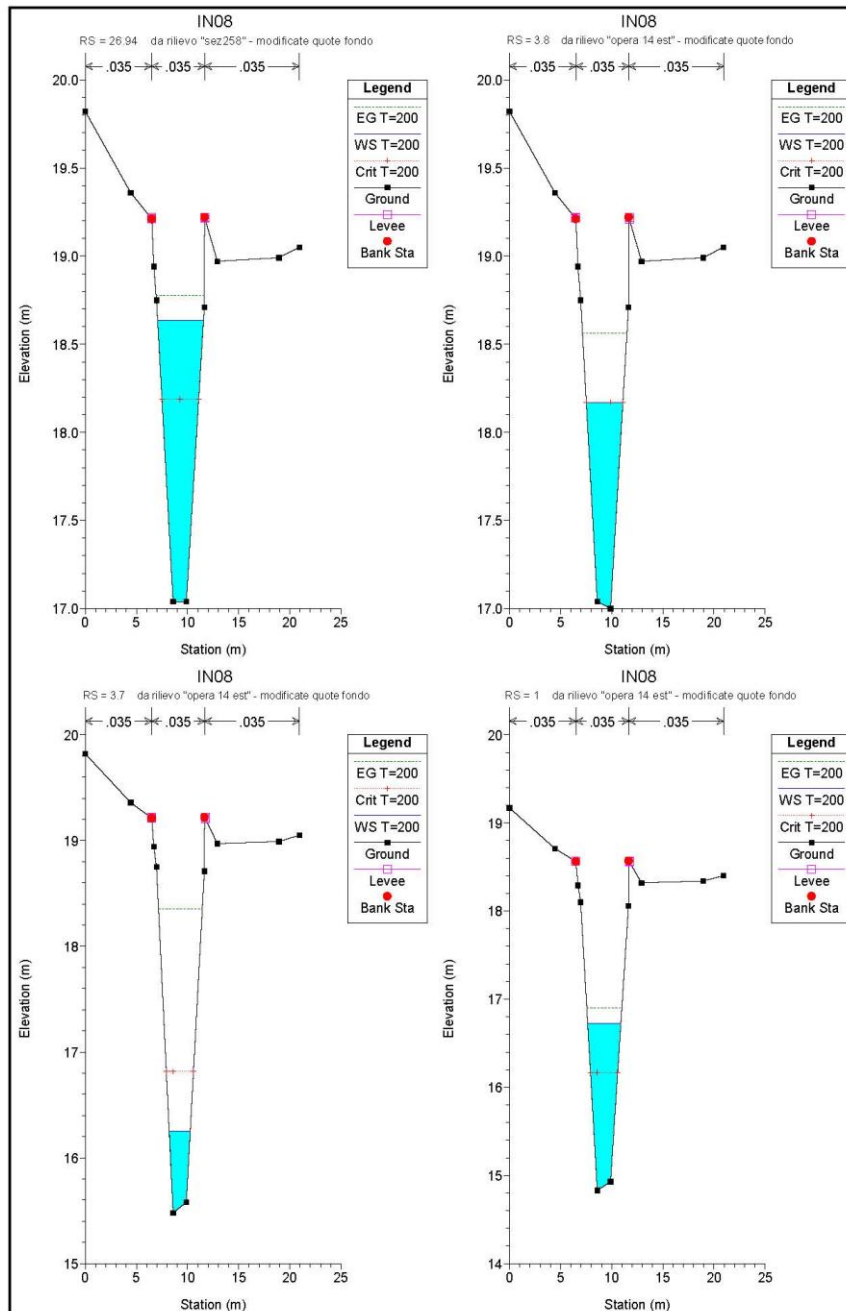 IN08
RS = 26.94 da rilievo "sez258" - modificate quote fondo
.035 .035 .035
20.0
19.5
19.0
18.5
18.0
17.5
17.0
0 5 10 15 20 25
Elevation (m)
Station (m)
Legend
EG T=200
WS T=200
Crit T=200
Ground
Levee
Bank Sta
IN08
RS = 3.8 da rilievo "opera 14 est" - modificate quote fondo
.035 .035 .035
20.0
19.5
19.0
18.5
18.0
17.5
17.0
0 5 10 15 20 25
Elevation (m)
Station (m)
Legend
EG T=200
WS T=200
Crit T=200
Ground
Levee
Bank Sta
IN08
RS = 3.7 da rilievo "opera 14 est" - modificate quote fondo
.035 .035 .035
20
19
18
17
16
15
0 5 10 15 20 25
Elevation (m)
Station (m)
Legend
EG T=200
Crit T=200
WS T=200
Ground
Levee
Bank Sta
IN08
RS = 1 da rilievo "opera 14 est" - modificate quote fondo
.035 .035 .035
20
19
18
17
16
15
14
0 5 10 15 20 25
Elevation (m)
Station (m)
Legend
EG T=200
WS T=200
Crit T=200
Ground
Levee
Bank Sta